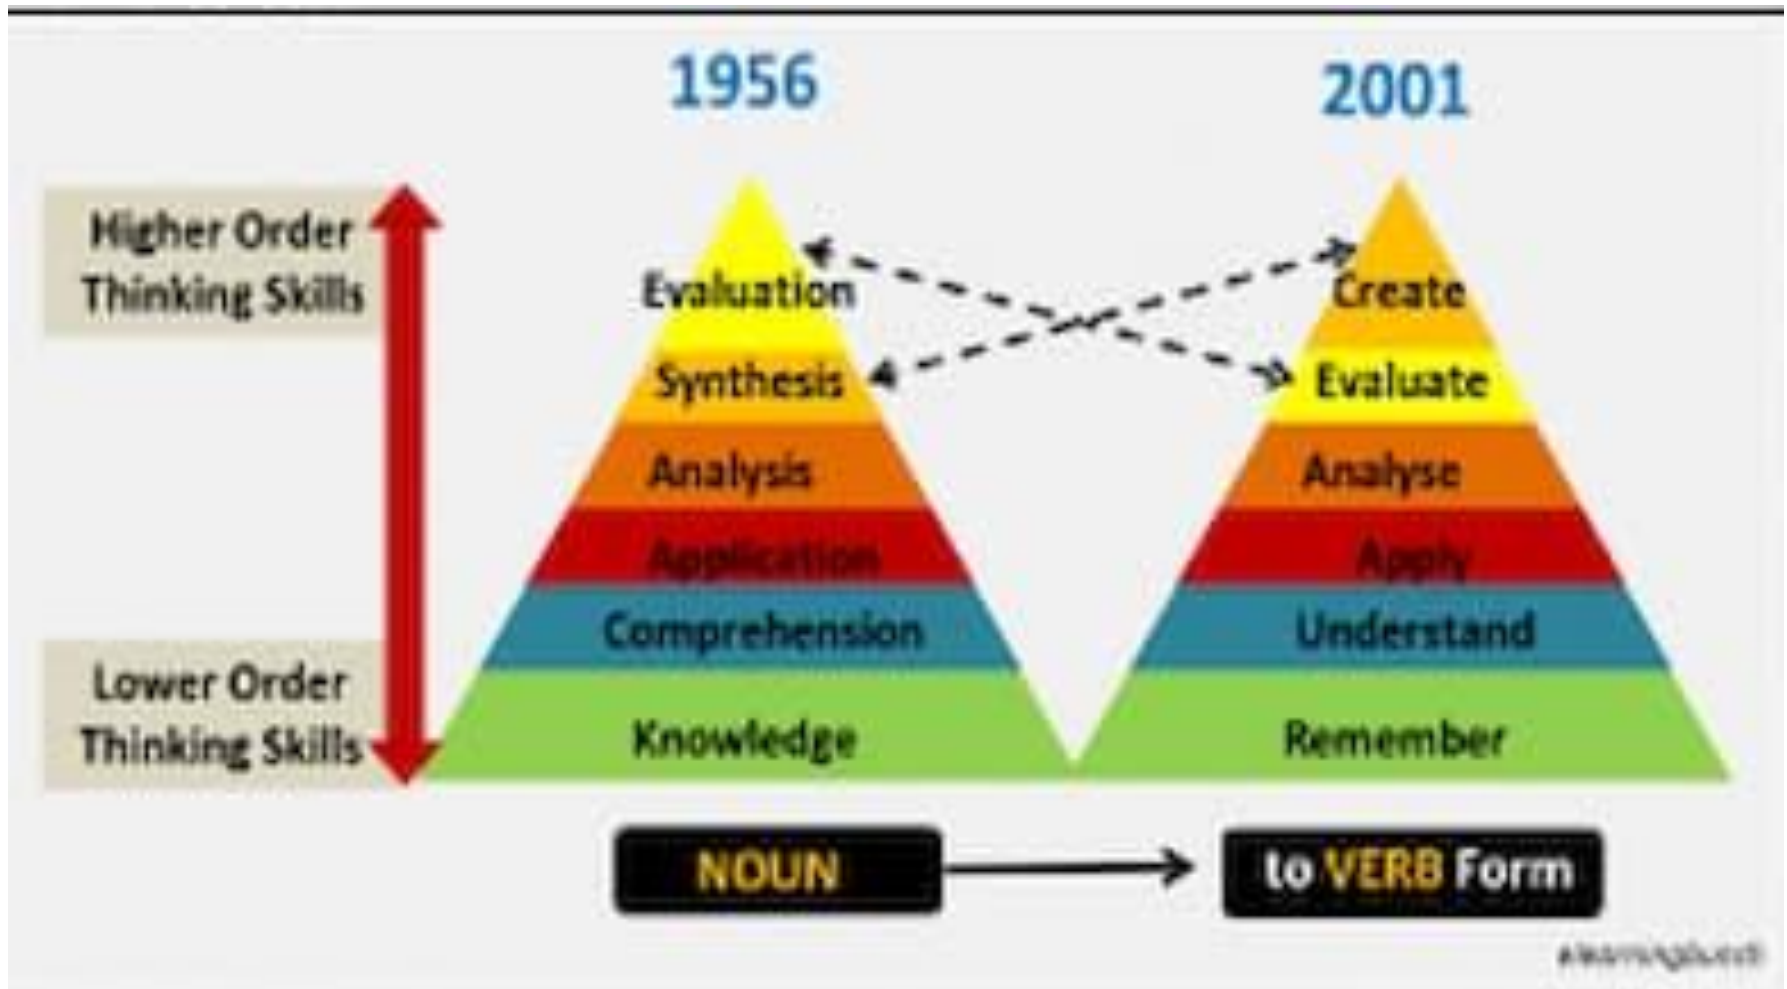 1956
2001
Higher Order
Thinking Skills
Lower Order
Thinking Skills
Evaluation
Synthesis
Analysis
Application
Comprehension
Knowledge
Create
Evaluate
Analyse
Apply
Understand
Remember
NOUN
to VERB Form